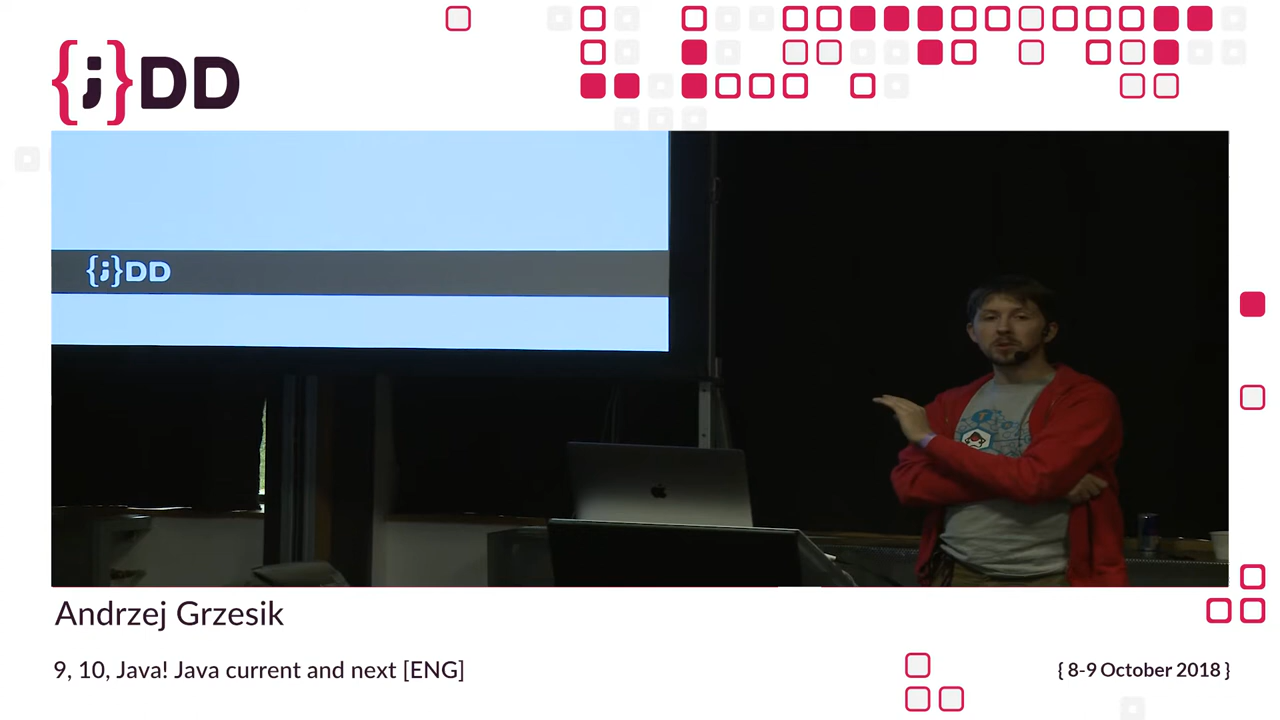 {;}DD
{;}DD
Andrzej Grzesik
9, 10, Java! Java current and next [ENG]
{ 8-9 October 2018 }